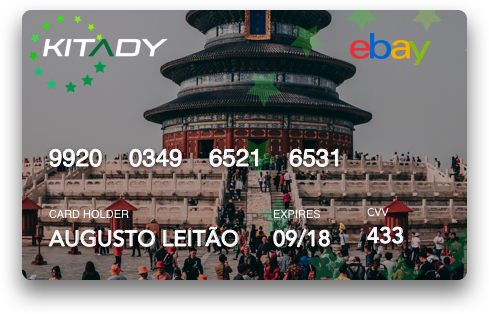 KITADY
ebay
9920 0349 6521 6531
CARD HOLDER EXPIRES CVV
AUGUSTO LEITÃO 09/18 433